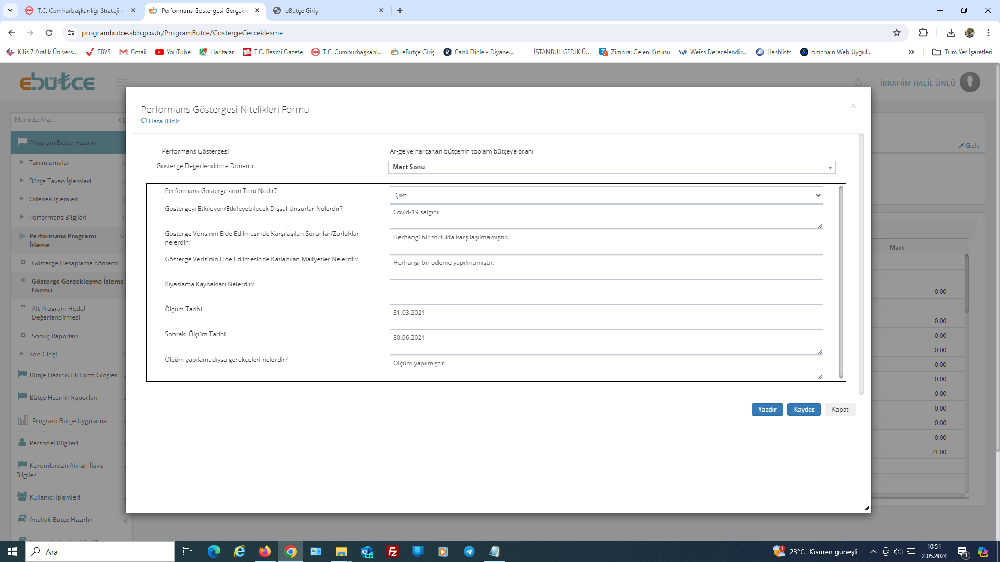 T.C. Cumhurbaşkanlığı Strateji v
Performans Göstergesi Gerçekle
eBütçe Giriş
programbutce.sbb.gov.tr/ProgramButce/GostergeGerceklesme
Kilis 7 Aralık Ünivers...
EBYS
Gmail
YouTube
Haritalar
T.C. Resmî Gazete
T.C. Cumhurbaşkanl...
eBütçe Giriş
Canlı Dinle - Diyane...
İSTANBUL GEDİK Ü...
Zimbra: Gelen Kutusu
Weiss Derecelendir...
Hashlists
omchain Web Uygul...
Tüm Yer İşaretleri
ebütçe
İBRAHİM HALİL ÜNLÜ
Menüde Ara...
Program Bütçe Hazırlık
Tanımlamalar
Bütçe Tavan İşlemleri
Ödenek İşlemleri
Performans Bilgileri
Performans Programı
İzleme
Gösterge Hesaplama Yöntemi
Gösterge Gerçekleşme İzleme
Formu
Alt Program Hedef
Değerlendirmesi
Sonuç Raporları
Kod Girişi
Bütçe Hazırlık Ek Form Girişleri
Bütçe Hazırlık Raporları
Program Bütçe Uygulama
Personel Bilgileri
Kurumlardan Alınan İlave
Bilgiler
Kullanıcı İşlemleri
Analitik Bütçe Hazırlık
Performans Göstergesi Nitelikleri Formu
Hata Bildir
Performans Göstergesi
Ar-ge'ye harcanan bütçenin toplam bütçeye oranı
Gösterge Değerlendirme Dönemi
Mart Sonu
Performans Göstergesinin Türü Nedir?
Çıktı
Göstergeyi Etkileyen/Etkileyebilecek Dışsal Unsurlar Nelerdir?
Covid-19 salgını
Gösterge Verisinin Elde Edilmesinde Karşılaşılan Sorunlar/Zorluklar
nelerdir?
Herhangi bir zorlukla karşılaşılmamıştır.
Gösterge Verisinin Elde Edilmesinde Katlanılan Maliyetler Nelerdir?
Herhangi bir ödeme yapılmamıştır.
Kıyaslama Kaynakları Nelerdir?
Ölçüm Tarihi
31.03.2021
Sonraki Ölçüm Tarihi
30.06.2021
Ölçüm yapılamadıysa gerekçeleri nelerdir?
Ölçüm yapılmıştır.
Yazdır
Kaydet
Kapat
Gizle
Mart
0,00
0,00
0,00
0,00
0,00
0,00
0,00
0,00
0,00
0,00
71,00
Ara
23°C Kısmen güneşli
10:51
2.05.2024
3